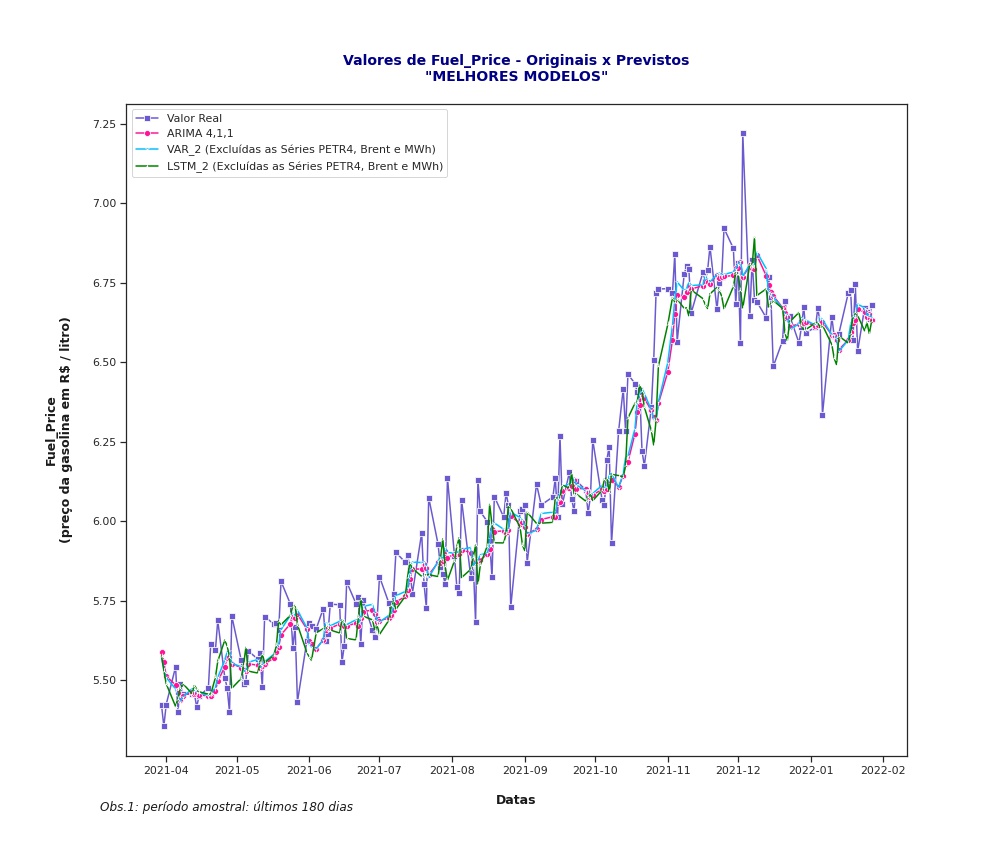 Valores de Fuel_Price - Originais x Previstos
"MELHORES MODELOS"
Valor Real
ARIMA 4,1,1
VAR_2 (Excluídas as Séries PETR4, Brent e MWh)
LSTM_2 (Excluídas as Séries PETR4, Brent e MWh)
Fuel_Price
(preço da gasolina em R$ / litro)
7.25
7.00
6.75
6.50
6.25
6.00
5.75
5.50
2021-04
2021-05
2021-06
2021-07
2021-08
2021-09
2021-10
2021-11
2021-12
2022-01
2022-02
Datas
Obs.1: período amostral: últimos 180 dias